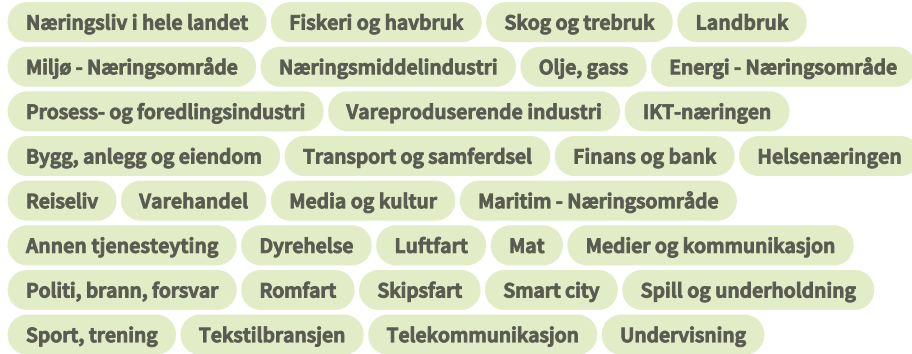 Næringsliv i hele landet Fiskeri og havbruk Skog og trebruk Landbruk
Miljø - Næringsområde Næringsmiddelindustri Olje, gass Energi - Næringsområde
Prosess- og foredlingsindustri Vareproduserende industri IKT-næringen
Bygg, anlegg og eiendom Transport og samferdsel Finans og bank Helsenæringen
Reiseliv Varehandel Media og kultur Maritim - Næringsområde
Annen tjenesteyting Dyrehelse Luftfart Mat Medier og kommunikasjon
Politi, brann, forsvar Romfart Skipsfart Smart city Spill og underholdning
Sport, trening Tekstilbransjen Telekommunikasjon Undervisning